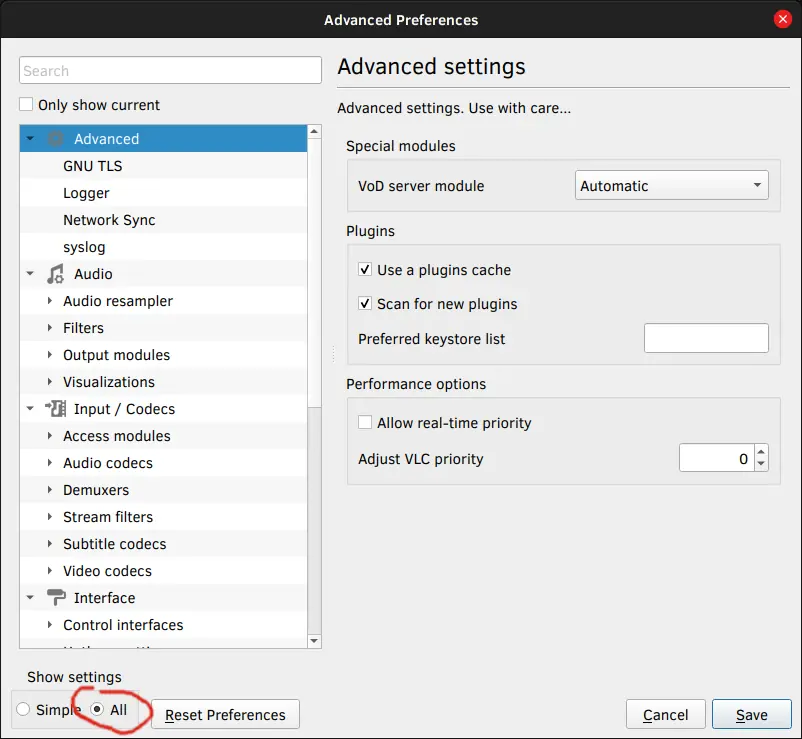 Advanced Preferences
Search
Only show current
Advanced
GNU TLS
Logger
Network Sync
syslog
Audio
Audio resampler
Filters
Output modules
Visualizations
Input / Codecs
Access modules
Audio codecs
Demuxers
Stream filters
Subtitle codecs
Video codecs
Interface
Control interfaces
Show settings
Simple All
Reset Preferences
Advanced settings
Advanced settings. Use with care...
Special modules
VoD server module Automatic
Plugins
Use a plugins cache
Scan for new plugins
Preferred keystore list
Performance options
Allow real-time priority
Adjust VLC priority 0
Cancel Save